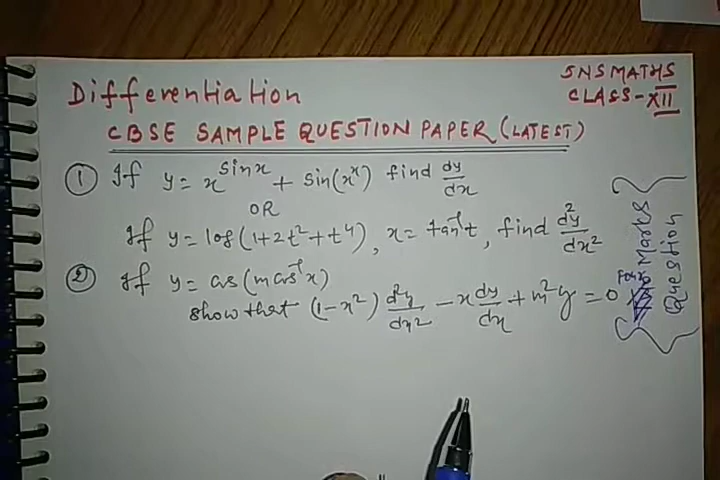 SNSMATHS
Differentiation CLASS-XII
CBSE SAMPLE QUESTION PAPER (LATEST)
① If y = x^sinx + sin(x^x) find dy/dx
OR
If y = log(1+2t²+t⁴), x = tan⁻¹t, find d²y/dx²
② If y = cos(m cos⁻¹x)
show that (1-x²) d²y/dx² - x dy/dx + m²y = 0
Four Marks
Question